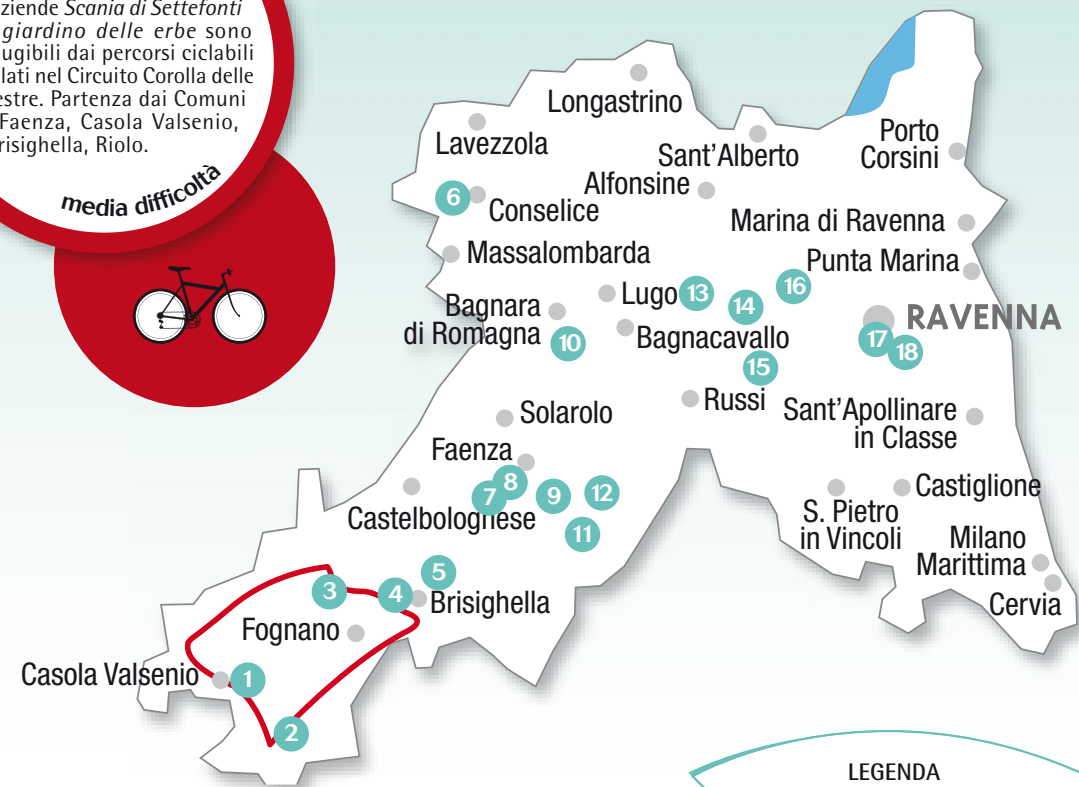 ziende Scania di Settefonti
giardino delle erbe sono
ugibili dai percorsi ciclabili
lati nel Circuito Corolla delle
estre. Partenza dai Comuni
Faenza, Casola Valsenio,
risighella, Riolo.
media difficoltà
Longastrino
Lavezzola
Sant'Alberto
Porto
Corsini
Alfonsine
6
Conselice
Marina di Ravenna
Massalombarda
Punta Marina
Lugo
13
14
16
Bagnara
di Romagna
10
Bagnacavallo
RAVENNA
17
18
15
Russi
Solarolo
Sant'Apollinare
in Classe
Faenza
7
8
9
12
11
Castelbolognese
Castiglione
S. Pietro
in Vincoli
Milano
Marittima
Cervia
5
3
4
Brisighella
Fognano
Casola Valsenio
1
2
LEGENDA